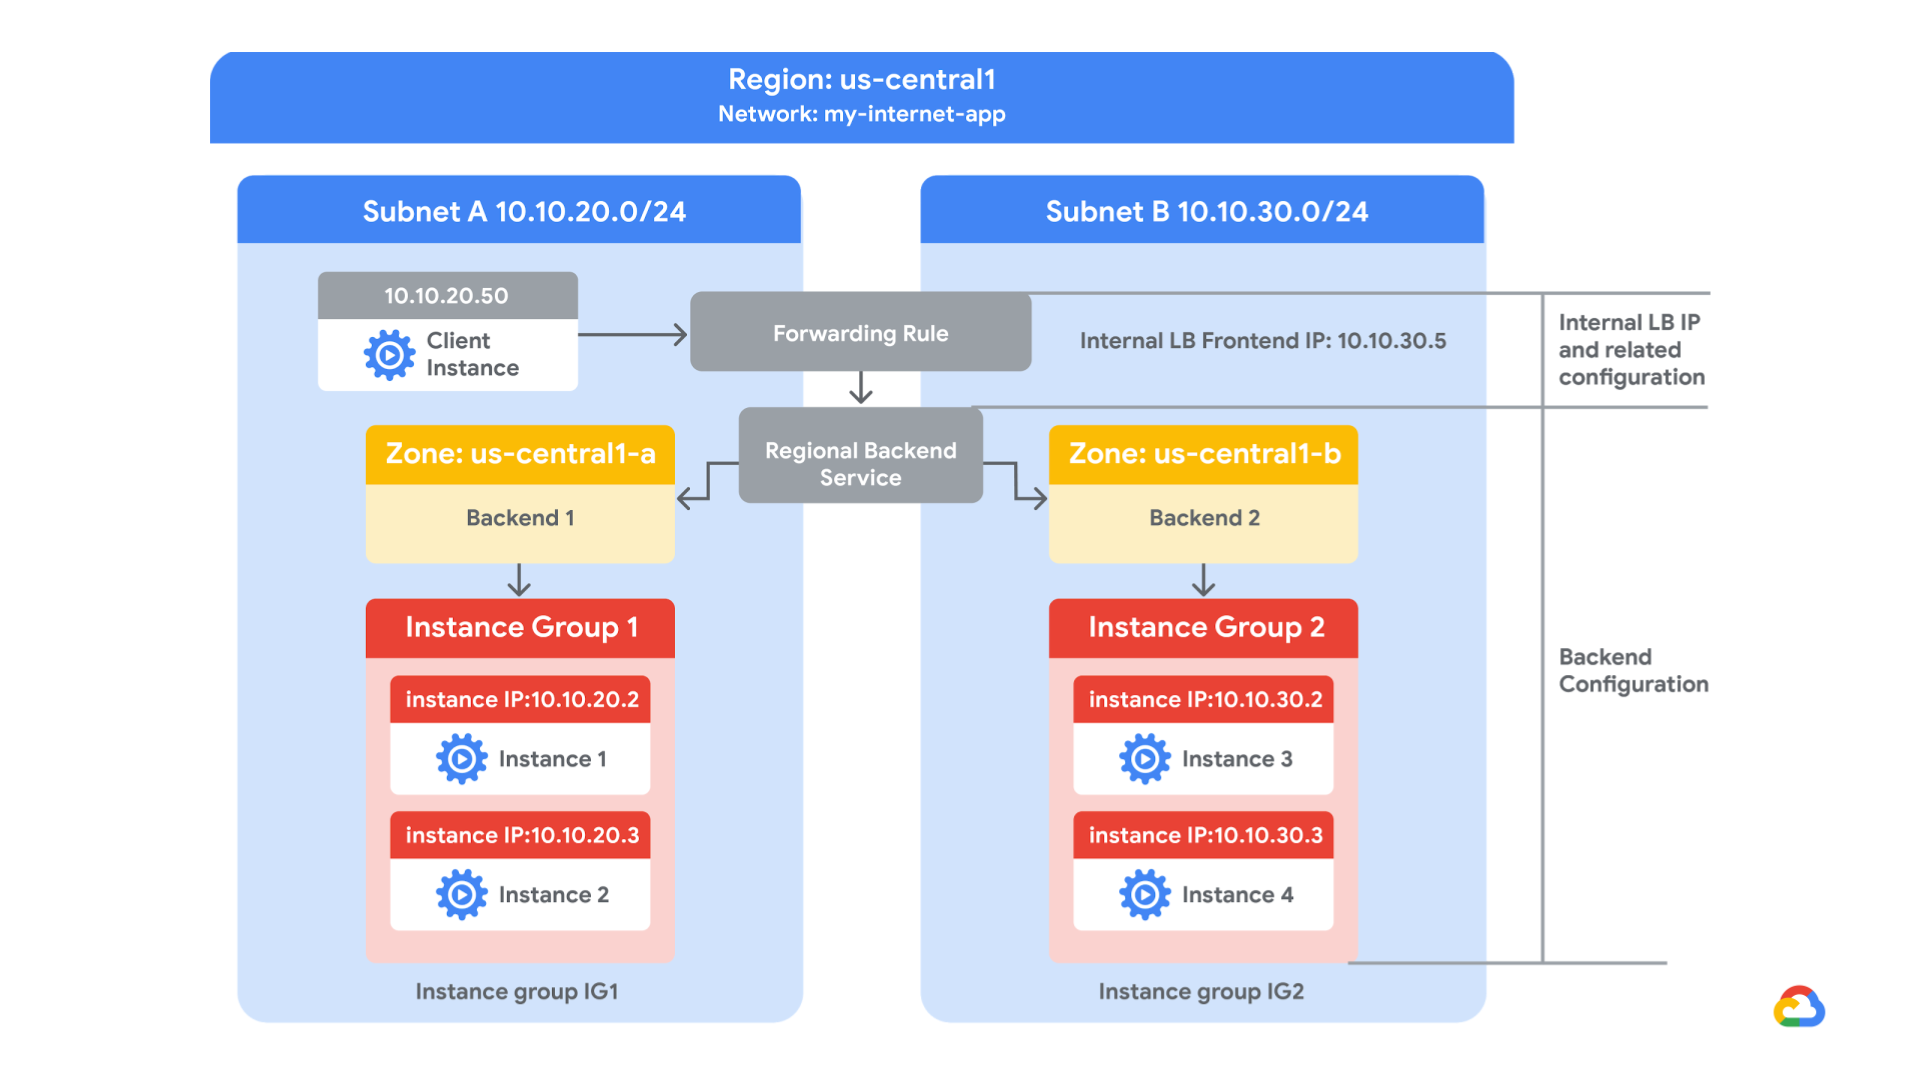 Region: us-central1
Network: my-internet-app
Subnet A 10.10.20.0/24
Subnet B 10.10.30.0/24
10.10.20.50
Client
Instance
Forwarding Rule
Internal LB Frontend IP: 10.10.30.5
Internal LB IP
and related
configuration
Zone: us-central1-a
Backend 1
Regional Backend
Service
Zone: us-central1-b
Backend 2
Instance Group 1
instance IP:10.10.20.2
Instance 1
instance IP:10.10.20.3
Instance 2
Instance group IG1
Instance Group 2
instance IP:10.10.30.2
Instance 3
instance IP:10.10.30.3
Instance 4
Instance group IG2
Backend
Configuration